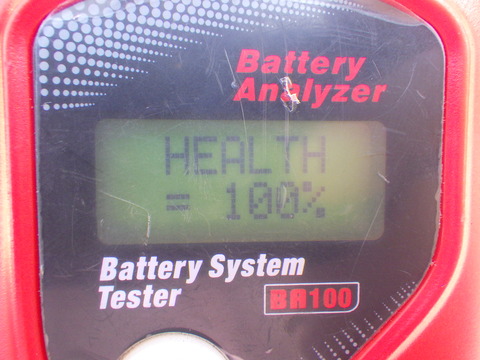 Battery
Analyzer
HEALTH
= 100%
Battery System
Tester
BA100